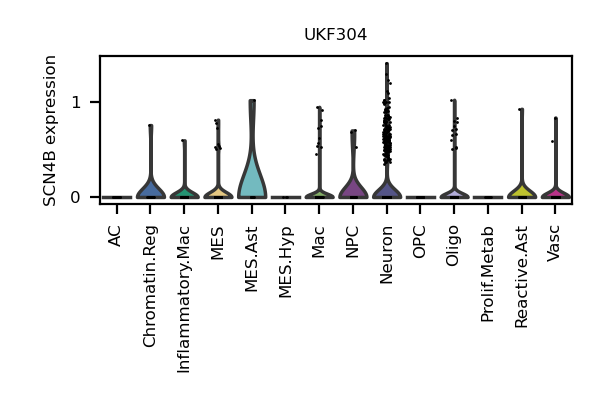 UKF304
SCN4B expression
1
0
AC
Chromatin.Reg
Inflammatory.Mac
MES
MES.Ast
MES.Hyp
Mac
NPC
Neuron
OPC
Oligo
Prolif.Metab
Reactive.Ast
Vasc